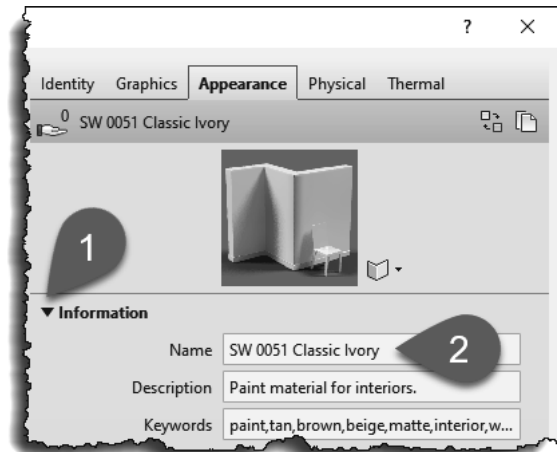 ? ×
Identity Graphics Appearance Physical Thermal
0 SW 0051 Classic Ivory
1
▼ Information
Name SW 0051 Classic Ivory 2
Description Paint material for interiors.
Keywords paint,tan,brown,beige,matte,interior,w...